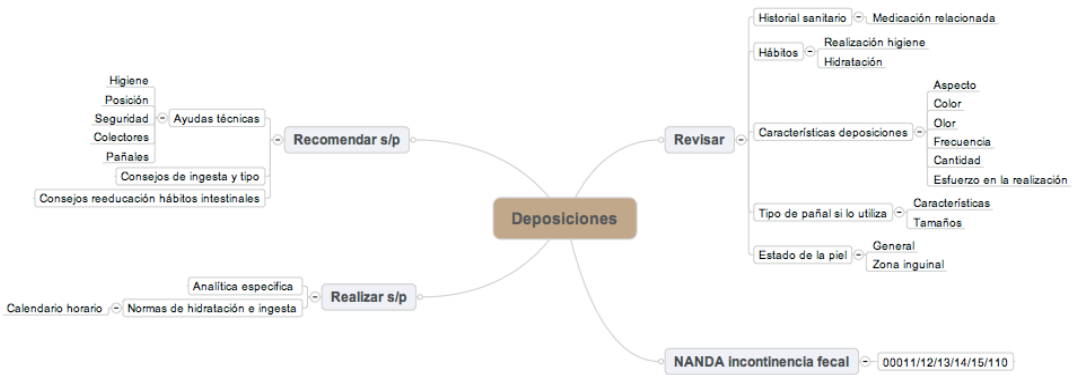 Deposiciones
Revisar
Historial sanitario
Medicación relacionada
Hábitos
Realización higiene
Hidratación
Características deposiciones
Aspecto
Color
Olor
Frecuencia
Cantidad
Esfuerzo en la realización
Tipo de pañal si lo utiliza
Características
Tamaños
Estado de la piel
General
Zona inguinal
NANDA incontinencia fecal
00011/12/13/14/15/110
Recomendar s/p
Ayudas técnicas
Higiene
Posición
Seguridad
Colectores
Pañales
Consejos de ingesta y tipo
Consejos reeducación hábitos intestinales
Realizar s/p
Analítica especifica
Normas de hidratación e ingesta
Calendario horario